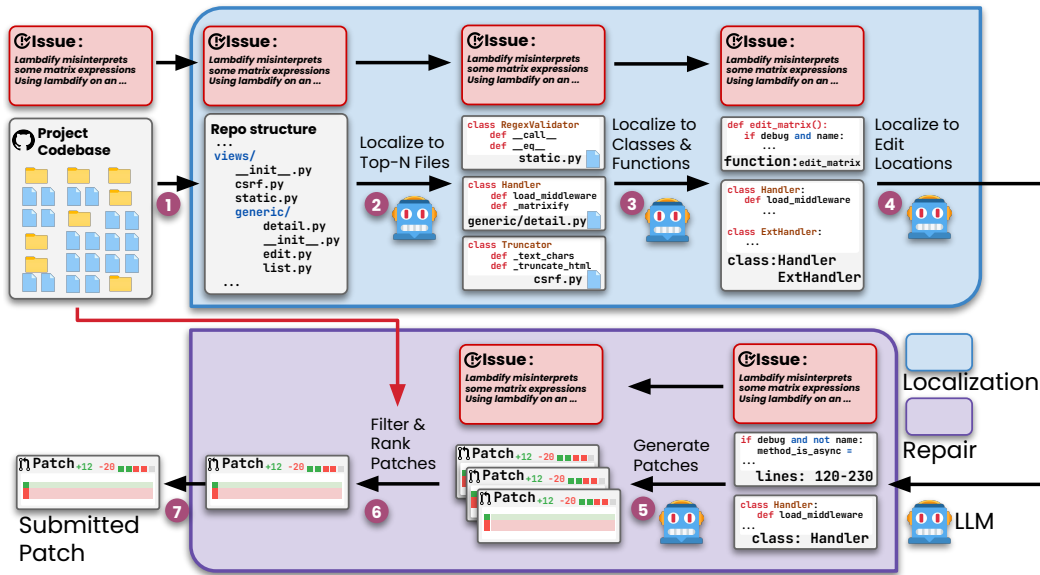 Issue:
Lambdify misinterprets
some matrix expressions
Using lambdify on an ...
Project
Codebase
1
Issue:
Lambdify misinterprets
some matrix expressions
Using lambdify on an ...
Repo structure
...
views/
__init__.py
csrf.py
static.py
generic/
detail.py
__init__.py
edit.py
list.py
...
Localize to
Top-N Files
2
Issue:
Lambdify misinterprets
some matrix expressions
Using lambdify on an ...
class RegexValidator
def __call__
def __eq__
static.py
class Handler
def load_middleware
def _matrixify
generic/detail.py
class Truncator
def _text_chars
def _truncate_html
csrf.py
Localize to
Classes &
Functions
3
Issue:
Lambdify misinterprets
some matrix expressions
Using lambdify on an ...
def edit_matrix():
if debug and name:
...
function:edit_matrix
class Handler:
def load_middleware
...
class ExtHandler:
...
class:Handler
ExtHandler
Localize to
Edit
Locations
4
Localization
Repair
LLM
Issue:
Lambdify misinterprets
some matrix expressions
Using lambdify on an ...
if debug and not name:
method_is_async =
...
lines: 120-230
class Handler:
def load_middleware
...
class: Handler
Generate
Patches
5
Issue:
Lambdify misinterprets
some matrix expressions
Using lambdify on an ...
Patch +12 -20
Patch +12 -20
Patch +12 -20
Filter &
Rank
Patches
6
Patch +12 -20
7
Patch +12 -20
Submitted
Patch